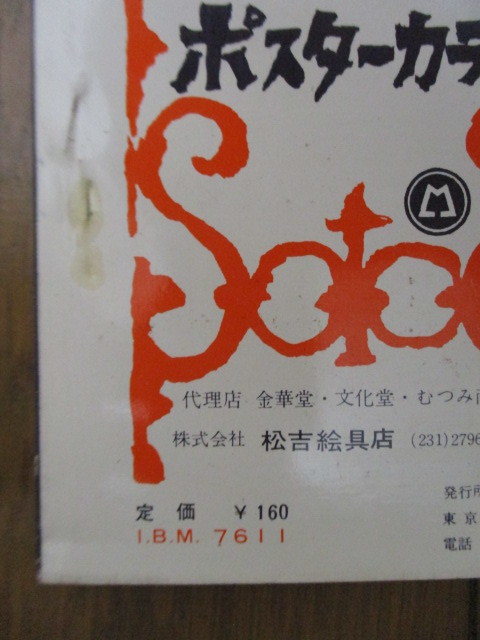 ポスターカラ
代理店 金華堂・文化堂・むつみ
株式会社 松吉絵具店 (231)2796
発行所
定 価 ¥160
東京
I.B.M. 7611
電話